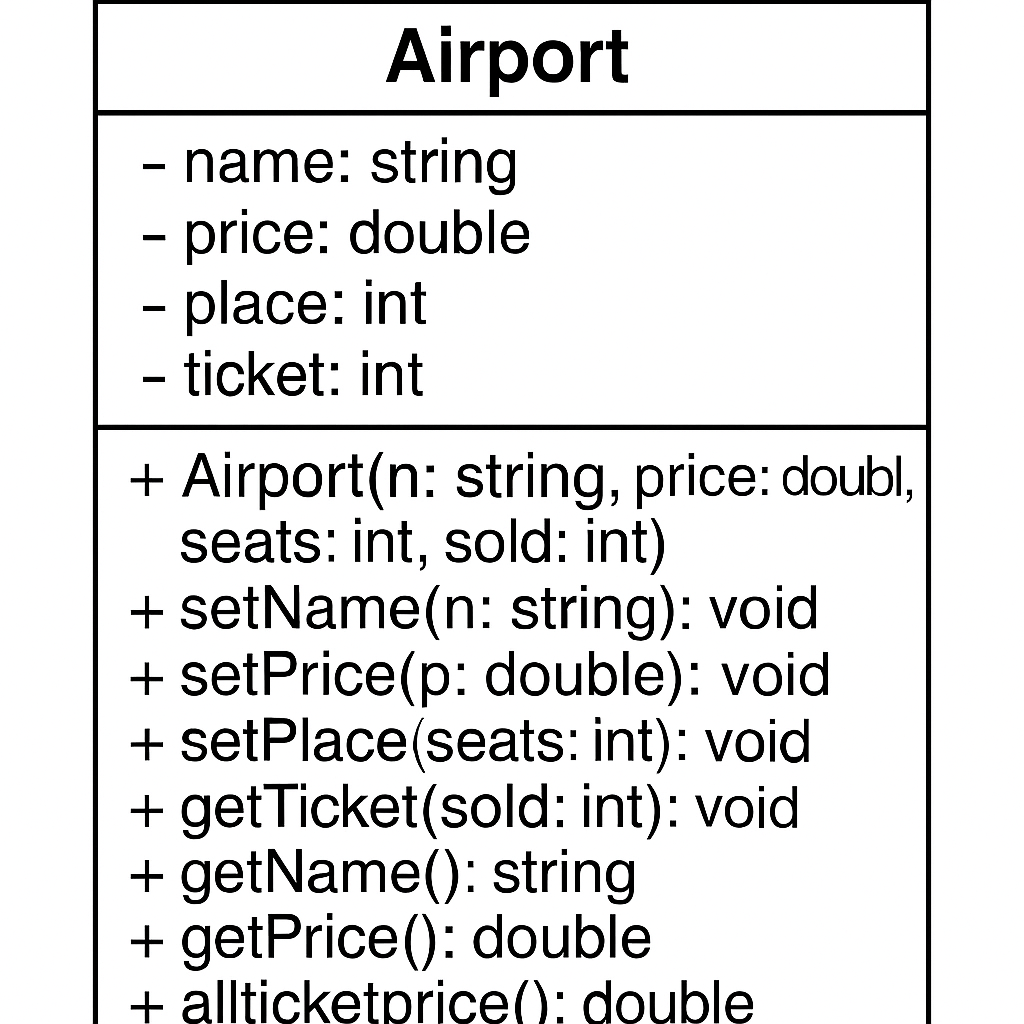 Airport
– name: string
– price: double
– place: int
– ticket: int
+ Airport(n: string, price: doubl,
seats: int, sold: int)
+ setName(n: string): void
+ setPrice(p: double): void
+ setPlace(seats: int): void
+ getTicket(sold: int): void
+ getName(): string
+ getPrice(): double
+ allticketprice(): double